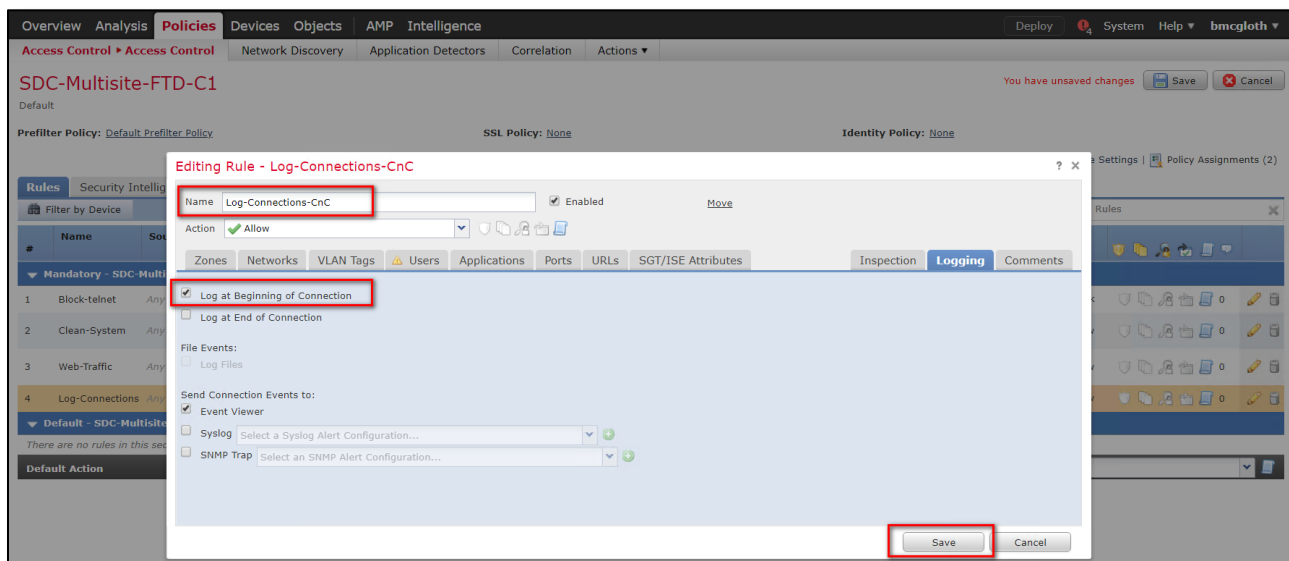 Overview Analysis Policies Devices Objects AMP Intelligence Deploy 4 System Help ▾ bmcgloth ▾
Access Control ▸ Access Control Network Discovery Application Detectors Correlation Actions ▾
SDC-Multisite-FTD-C1 You have unsaved changes Save Cancel
Default
Prefilter Policy: Default Prefilter Policy SSL Policy: None Identity Policy: None
Settings | Policy Assignments (2)
Editing Rule - Log-Connections-CnC ? ×
Rules Security Intellig
Name Log-Connections-CnC Enabled Move
Filter by Device Rules
Action Allow
# Name Sou
Zones Networks VLAN Tags Users Applications Ports URLs SGT/ISE Attributes Inspection Logging Comments
Mandatory - SDC-Multi
Log at Beginning of Connection
1 Block-telnet Any 0
Log at End of Connection
2 Clean-System Any 0
File Events:
Log Files
3 Web-Traffic Any 0
Send Connection Events to:
4 Log-Connections Any 0
Event Viewer
Default - SDC-Multisite
Syslog Select a Syslog Alert Configuration...
There are no rules in this sec
SNMP Trap Select an SNMP Alert Configuration...
Default Action
Save Cancel